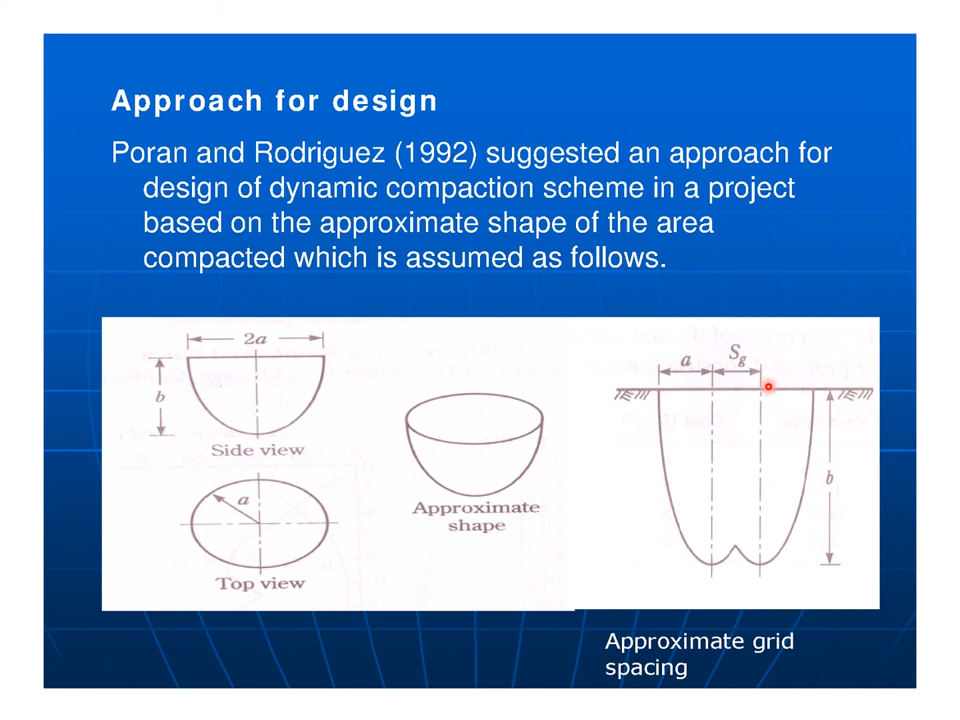 Approach for design
Poran and Rodriguez (1992) suggested an approach for
design of dynamic compaction scheme in a project
based on the approximate shape of the area
compacted which is assumed as follows.
2a
b
Side view
a
Top view
Approximate
shape
a
Sg
b
Approximate grid
spacing